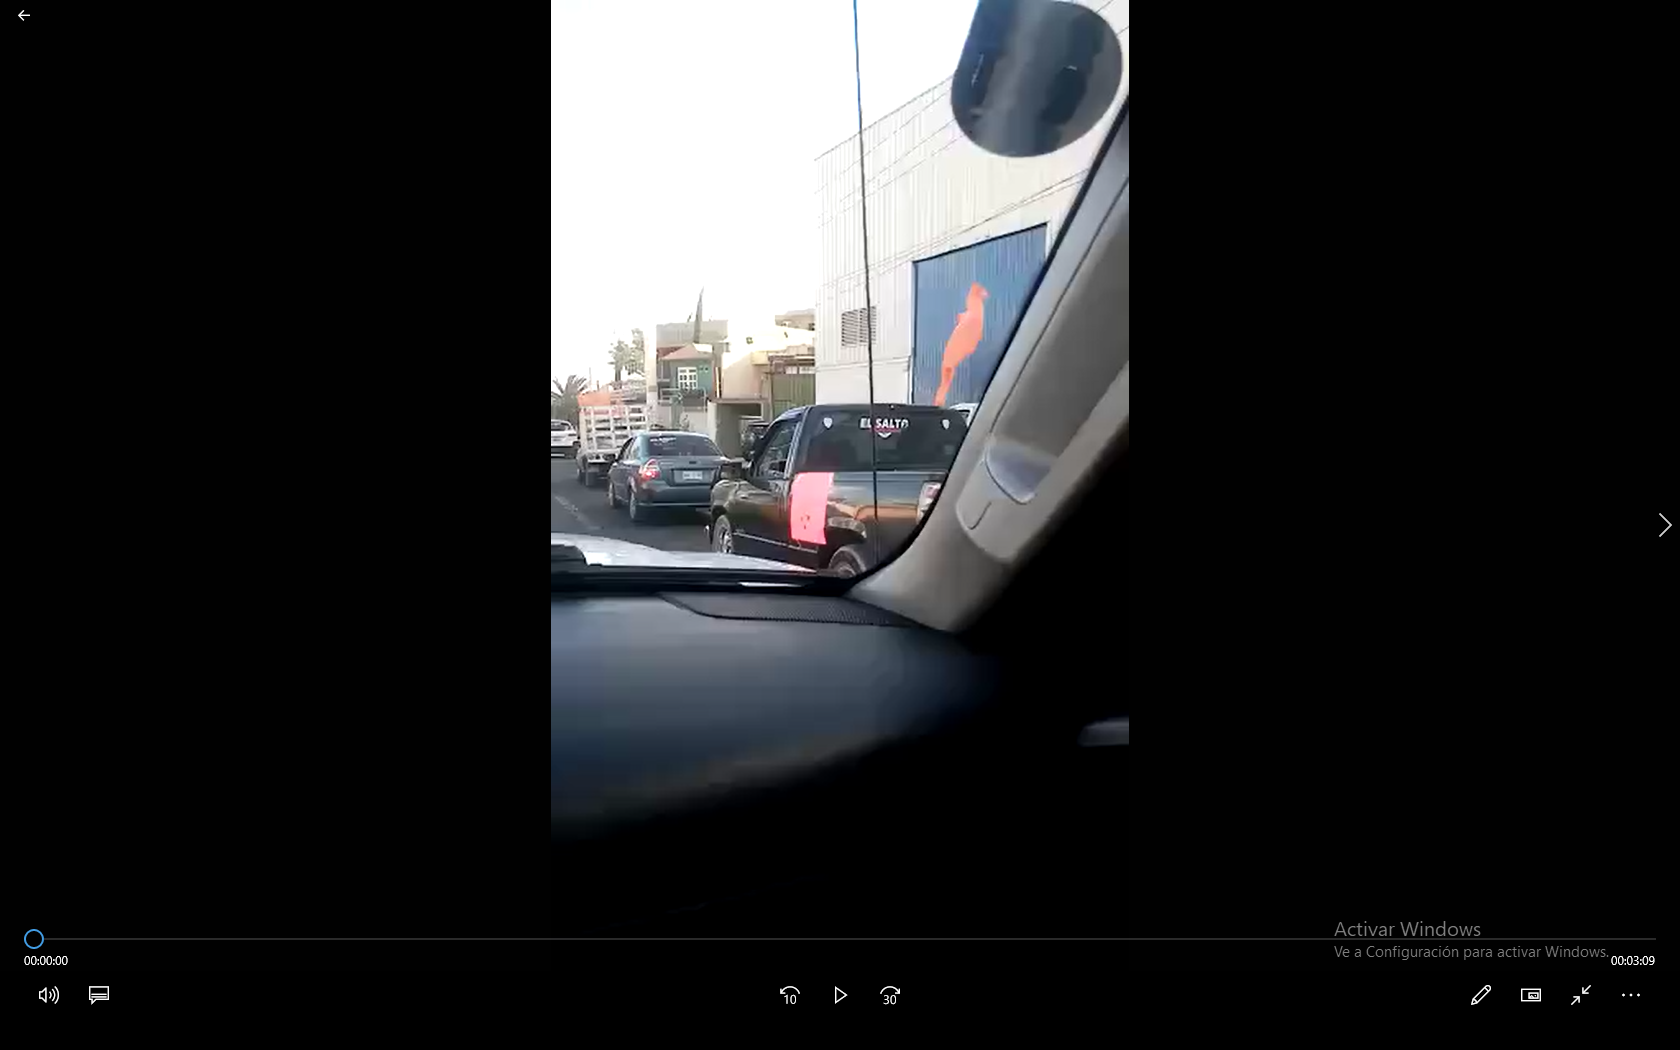 EL SALTO
Activar Windows
Ve a Configuración para activar Windows.
00:00:00
00:03:09
10
30